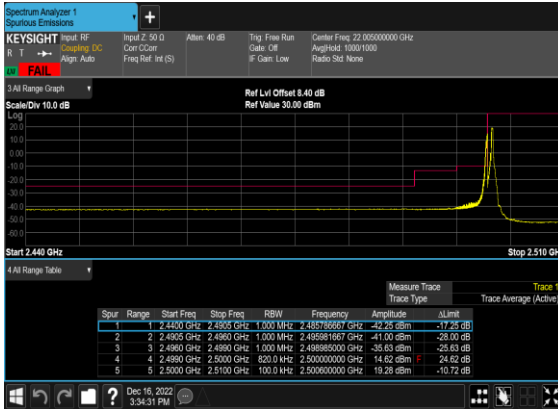 Spectrum Analyzer 1
Spurious Emissions
+
KEYSIGHT Input: RF Input Z: 50 Ω Atten: 40 dB Trig: Free Run Center Freq: 22.005000000 GHz
R T Coupling: DC Corr CCorr Gate: Off Avg|Hold: 1000/1000
Align: Auto Freq Ref: Int (S) IF Gain: Low Radio Std: None
FAIL
3 All Range Graph
Ref Lvl Offset 8.40 dB
Scale/Div 10.0 dB Ref Value 30.00 dBm
Log
20.0
10.0
0.00
-10.0
-20.0
-30.0
-40.0
-50.0
-60.0
Start 2.440 GHz Stop 2.510 GH
4 All Range Table
Measure Trace Trace 1
Trace Type Trace Average (Active)
Spur Range Start Freq Stop Freq RBW Frequency Amplitude ΔLimit
1 1 2.4400 GHz 2.4905 GHz 1.000 MHz 2.485786667 GHz -42.25 dBm -17.25 dB
2 2 2.4905 GHz 2.4960 GHz 1.000 MHz 2.495981667 GHz -41.00 dBm -28.00 dB
3 3 2.4960 GHz 2.4990 GHz 1.000 MHz 2.498985000 GHz -35.63 dBm -25.63 dB
4 4 2.4990 GHz 2.5000 GHz 820.0 kHz 2.500000000 GHz 14.62 dBm F 24.62 dB
5 5 2.5000 GHz 2.5100 GHz 100.0 kHz 2.500600000 GHz 19.28 dBm -10.72 dB
?
Dec 16, 2022
3:34:31 PM